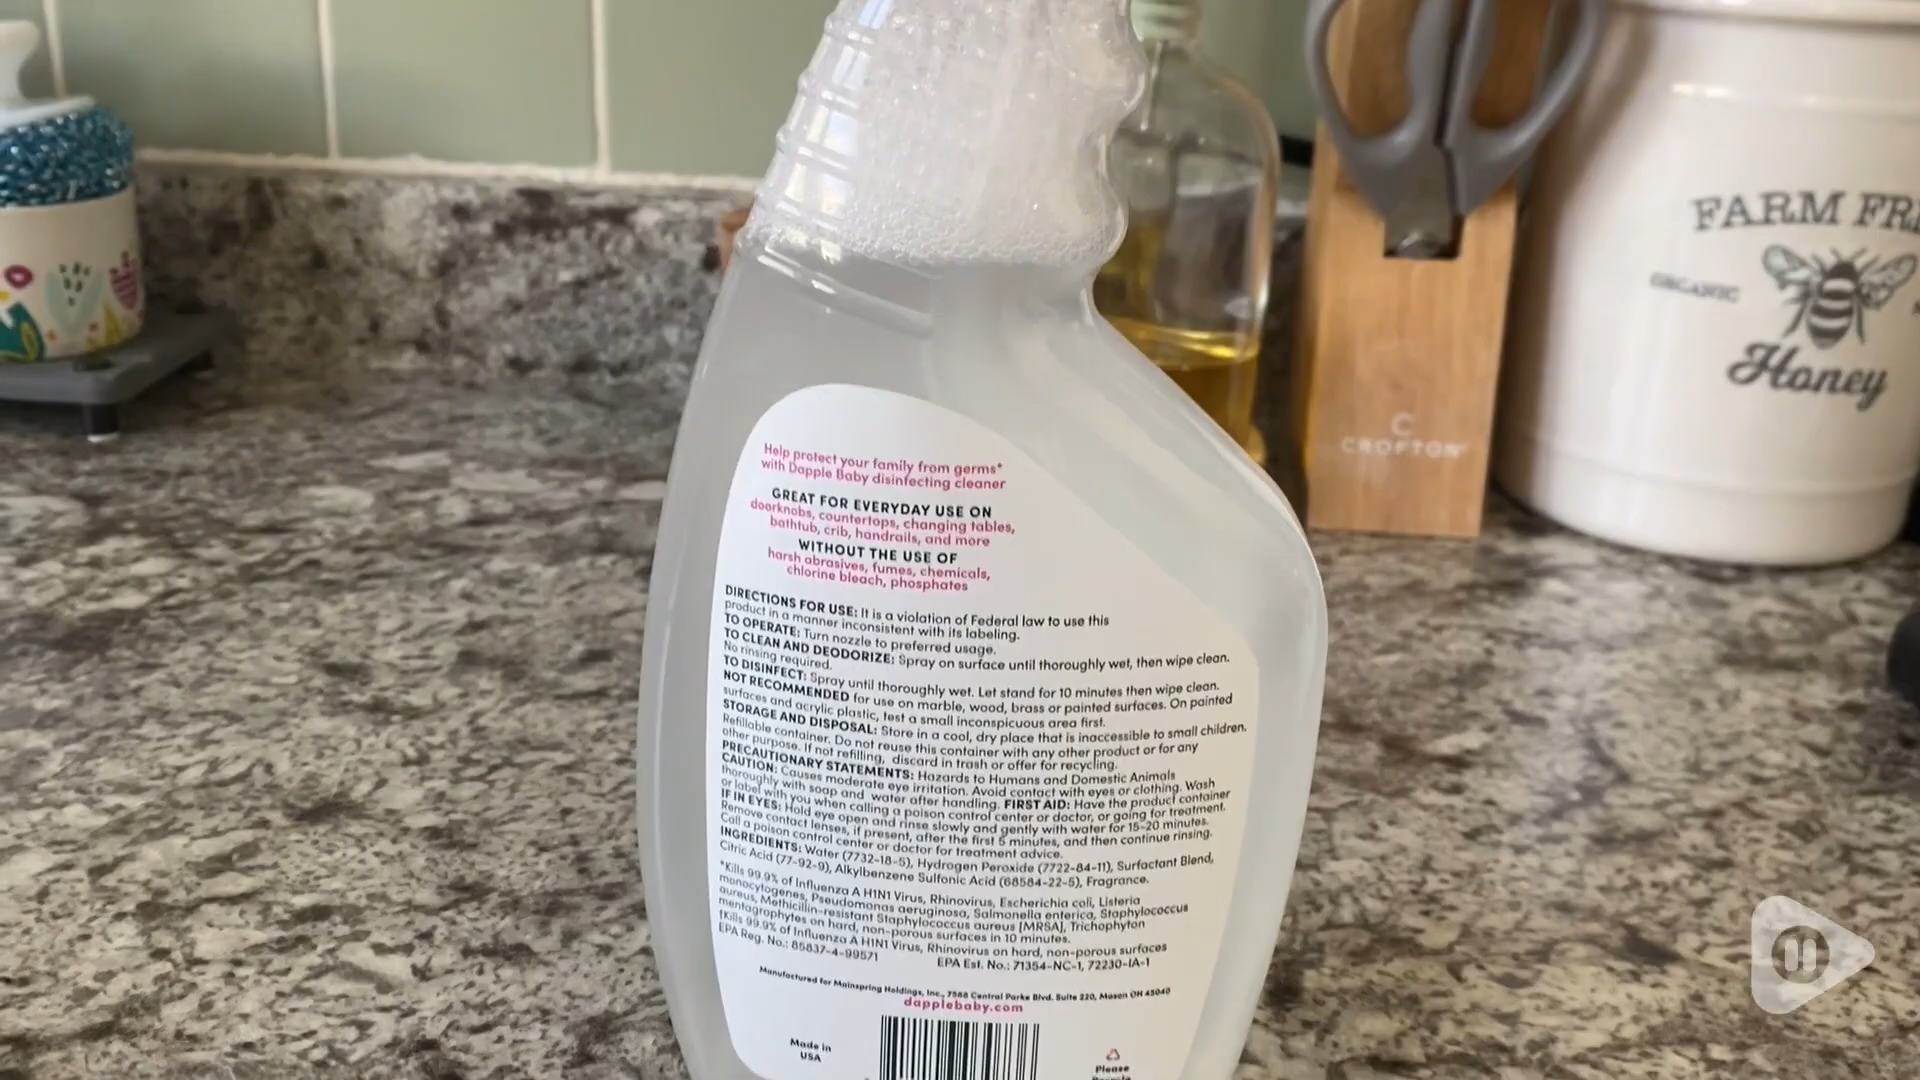 FARM FR
ORGANIC
Honey
C
CROFTON
Help protect your family from germs*
with Dapple Baby disinfecting cleaner
GREAT FOR EVERYDAY USE ON
doorknobs, countertops, changing tables,
bathtub, crib, handrails, and more
WITHOUT THE USE OF
harsh abrasives, fumes, chemicals,
chlorine bleach, phosphates
DIRECTIONS FOR USE: It is a violation of Federal law to use this
product in a manner inconsistent with its labeling.
TO OPERATE: Turn nozzle to preferred usage.
TO CLEAN AND DEODORIZE: Spray on surface until thoroughly wet, then wipe clean.
No rinsing required.
TO DISINFECT: Spray until thoroughly wet. Let stand for 10 minutes then wipe clean.
NOT RECOMMENDED for use on marble, wood, brass or painted surfaces. On painted
surfaces and acrylic plastic, test a small inconspicuous area first.
STORAGE AND DISPOSAL: Store in a cool, dry place that is inaccessible to small children.
Refillable container. Do not reuse this container with any other product or for any
other purpose. If not refilling, discard in trash or offer for recycling.
PRECAUTIONARY STATEMENTS: Hazards to Humans and Domestic Animals
CAUTION: Causes moderate eye irritation. Avoid contact with eyes or clothing. Wash
thoroughly with soap and water after handling. FIRST AID: Have the product container
or label with you when calling a poison control center or doctor, or going for treatment.
IF IN EYES: Hold eye open and rinse slowly and gently with water for 15-20 minutes.
Remove contact lenses, if present, after the first 5 minutes, and then continue rinsing.
Call a poison control center or doctor for treatment advice.
INGREDIENTS: Water (7732-18-5), Hydrogen Peroxide (7722-84-11), Surfactant Blend,
Citric Acid (77-92-9), Alkylbenzene Sulfonic Acid (68584-22-5), Fragrance.
*Kills 99.9% of Influenza A H1N1 Virus, Rhinovirus, Escherichia coli, Listeria
monocytogenes, Pseudomonas aeruginosa, Salmonella enterica, Staphylococcus
aureus, Methicillin-resistant Staphylococcus aureus [MRSA], Trichophyton
mentagrophytes on hard, non-porous surfaces in 10 minutes.
†Kills 99.9% of Influenza A H1N1 Virus, Rhinovirus on hard, non-porous surfaces
EPA Reg. No.: 85837-4-99571 EPA Est. No.: 71354-NC-1, 72230-IA-1
Manufactured for Mainspring Holdings, Inc., 7588 Central Parke Blvd. Suite 220, Mason OH 45040
dapplebaby.com
Made in
USA
Please